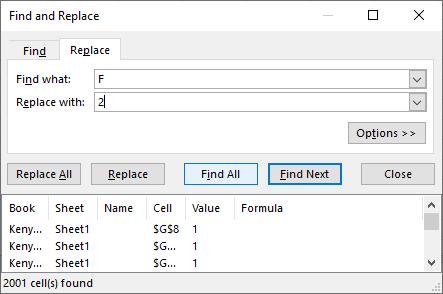 Find and Replace
Find Replace
Find what: F
Replace with: 2
Options >>
Replace All Replace Find All Find Next Close
Book Sheet Name Cell Value Formula
Keny... Sheet1 $G$8 1
Keny... Sheet1 $G... 1
Keny... Sheet1 $G... 1
2001 cell(s) found